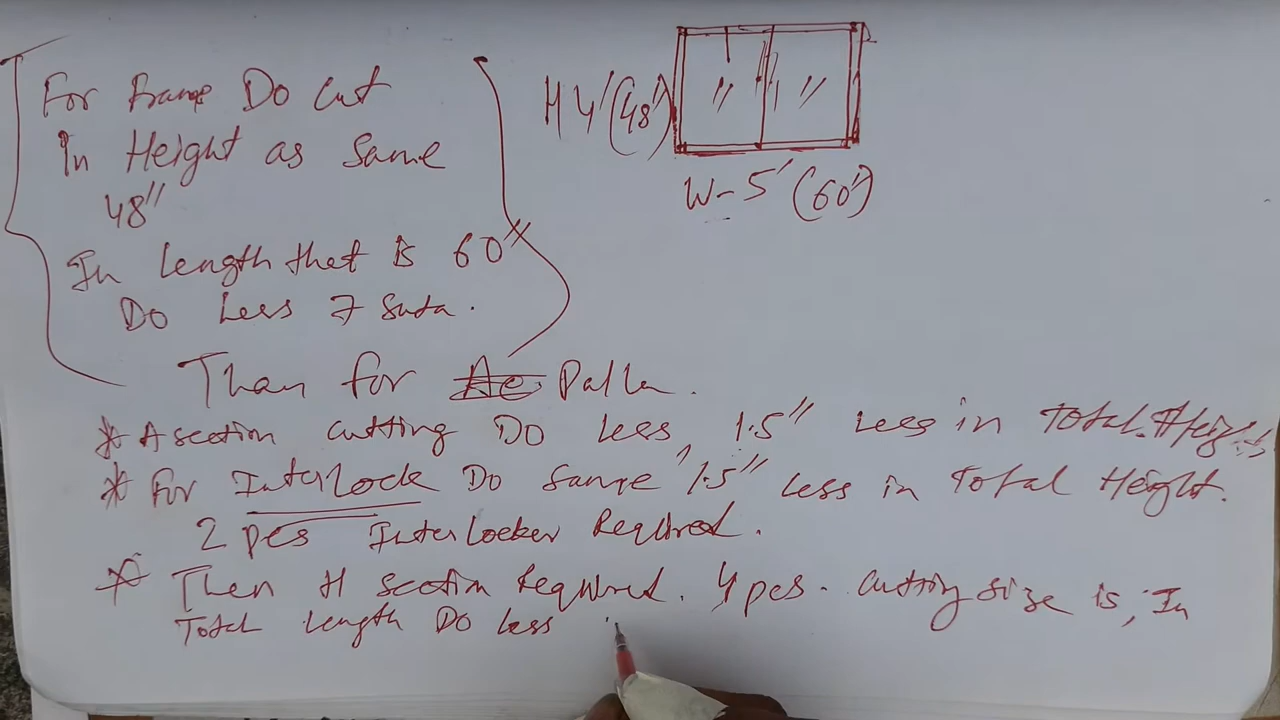 For Frame Do Cut
In Height as Same
48"
In length that is 60"
Do Less 7 Suta.
H 4' (48")
W - 5' (60")
Than for Palla.
* A section cutting Do Less, 1.5" Less in Total Height
* For Interlock Do Same 1.5" Less in Total Height.
2 pcs Interlocker Required.
* Then H section Required. 4 pcs. Cutting size is, In
Total length Do less